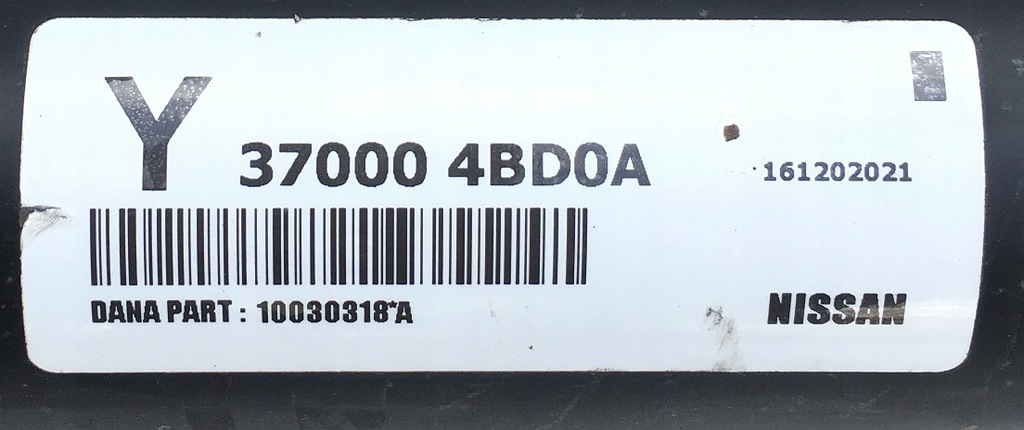 Y 37000 4BD0A
161202021
DANA PART : 10030318*A
NISSAN